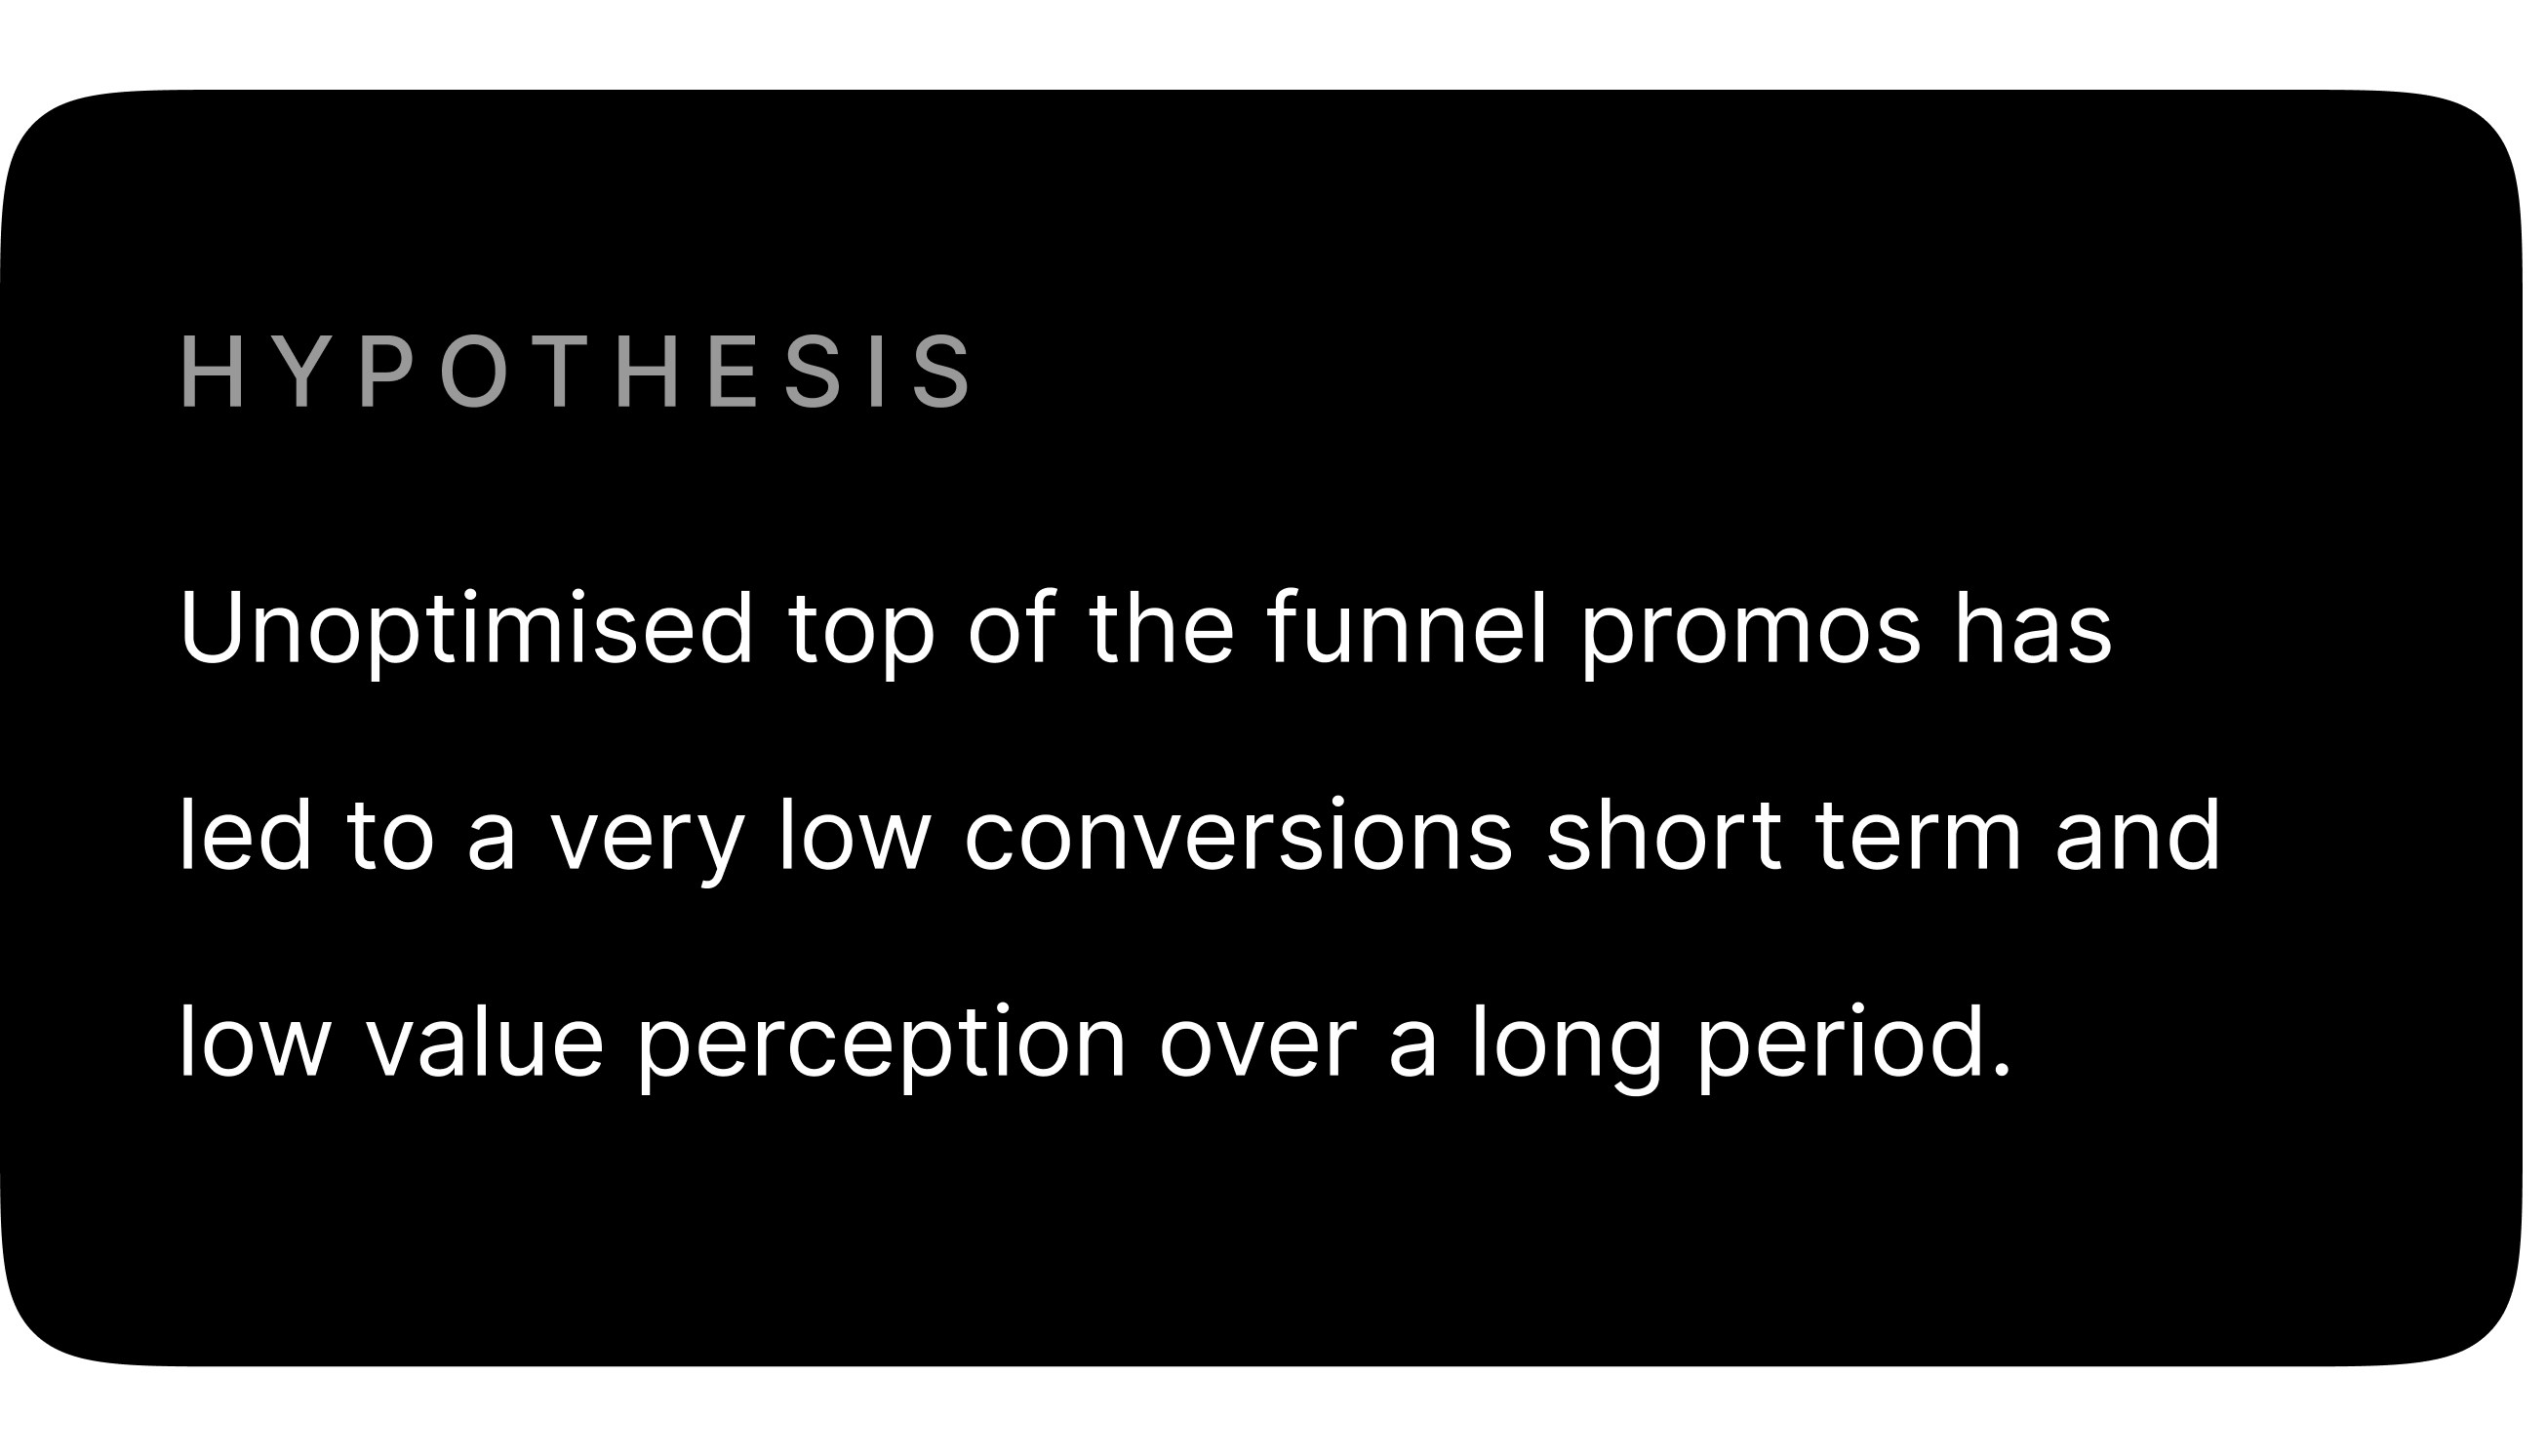 HYPOTHESIS
Unoptimised top of the funnel promos has
led to a very low conversions short term and
low value perception over a long period.